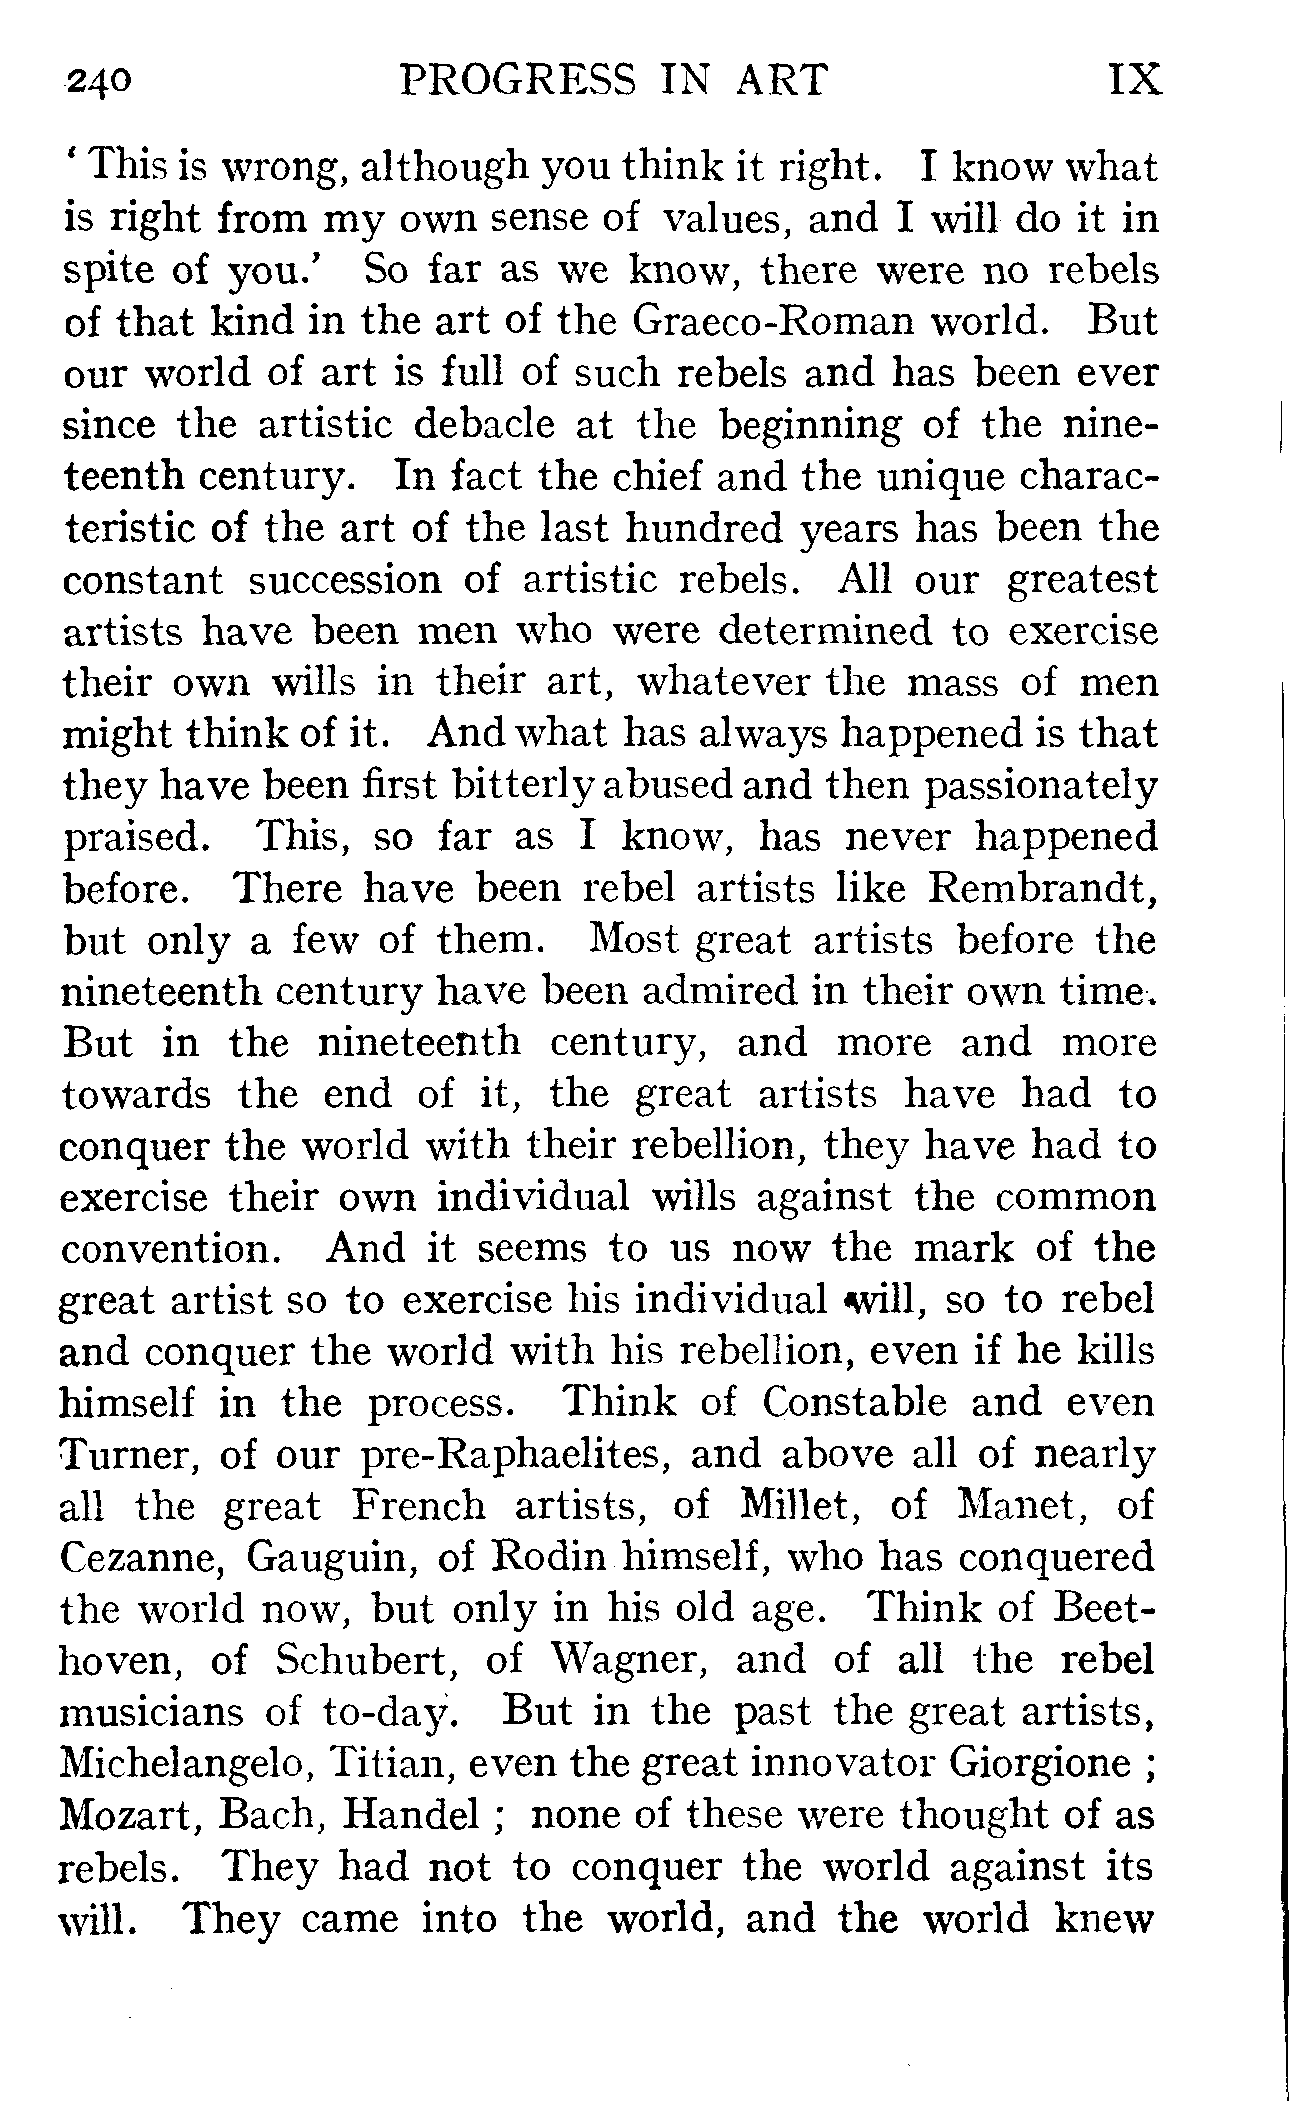 240 PROGRESS IN ART IX
‘ This is wrong, although you think it right. I know what
is right from my own sense of values, and I will do it in
spite of you.’ So far as we know, there were no rebels
of that kind in the art of the Graeco-Roman world. But
our world of art is full of such rebels and has been ever
since the artistic debacle at the beginning of the nine-
teenth century. In fact the chief and the unique charac-
teristic of the art of the last hundred years has been the
constant succession of artistic rebels. All our greatest
artists have been men who were determined to exercise
their own wills in their art, whatever the mass of men
might think of it. And what has always happened is that
they have been first bitterly abused and then passionately
praised. This, so far as I know, has never happened
before. There have been rebel artists like Rembrandt,
but only a few of them. Most great artists before the
nineteenth century have been admired in their own time.
But in the nineteenth century, and more and more
towards the end of it, the great artists have had to
conquer the world with their rebellion, they have had to
exercise their own individual wills against the common
convention. And it seems to us now the mark of the
great artist so to exercise his individual will, so to rebel
and conquer the world with his rebellion, even if he kills
himself in the process. Think of Constable and even
Turner, of our pre-Raphaelites, and above all of nearly
all the great French artists, of Millet, of Manet, of
Cezanne, Gauguin, of Rodin himself, who has conquered
the world now, but only in his old age. Think of Beet-
hoven, of Schubert, of Wagner, and of all the rebel
musicians of to-day. But in the past the great artists,
Michelangelo, Titian, even the great innovator Giorgione ;
Mozart, Bach, Handel ; none of these were thought of as
rebels. They had not to conquer the world against its
will. They came into the world, and the world knew